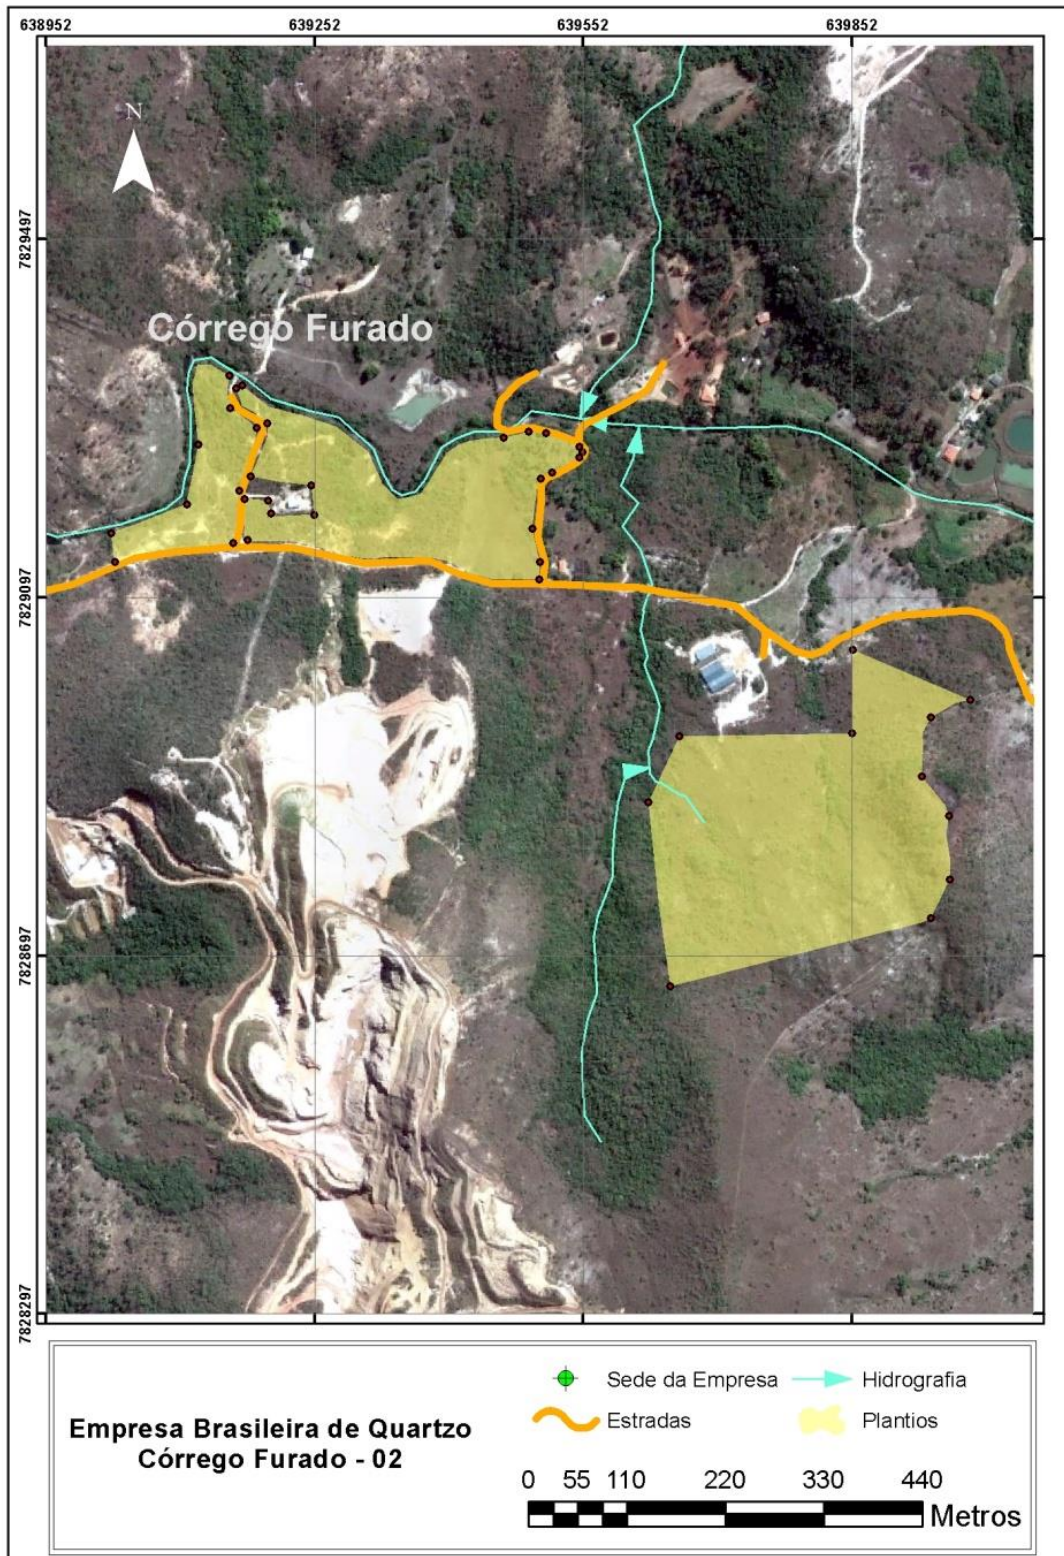 638952 639252 639552 639852
N
7829497
Córrego Furado
7829097
7828697
7828297
Empresa Brasileira de Quartzo
Córrego Furado - 02
Sede da Empresa
Hidrografia
Estradas
Plantios
0 55 110 220 330 440
Metros